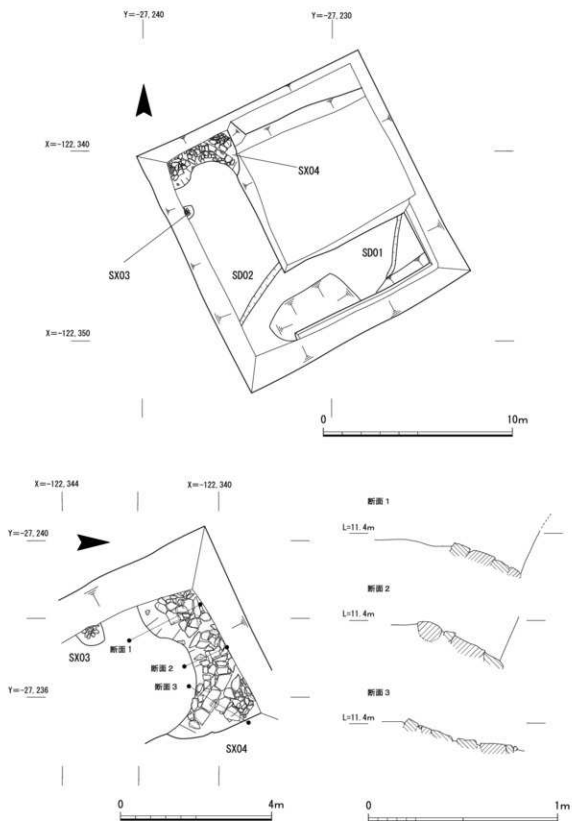 Y=-27,240
Y=-27,230
X=-122,340
SX04
SX03
SD02
SD01
X=-122,350
0
10m
X=-122,344
X=-122,340
Y=-27,240
SX03
断面1
断面2
断面3
Y=-27,236
SX04
0
4m
断面1
L=11.4m
断面2
L=11.4m
断面3
L=11.4m
0
1m